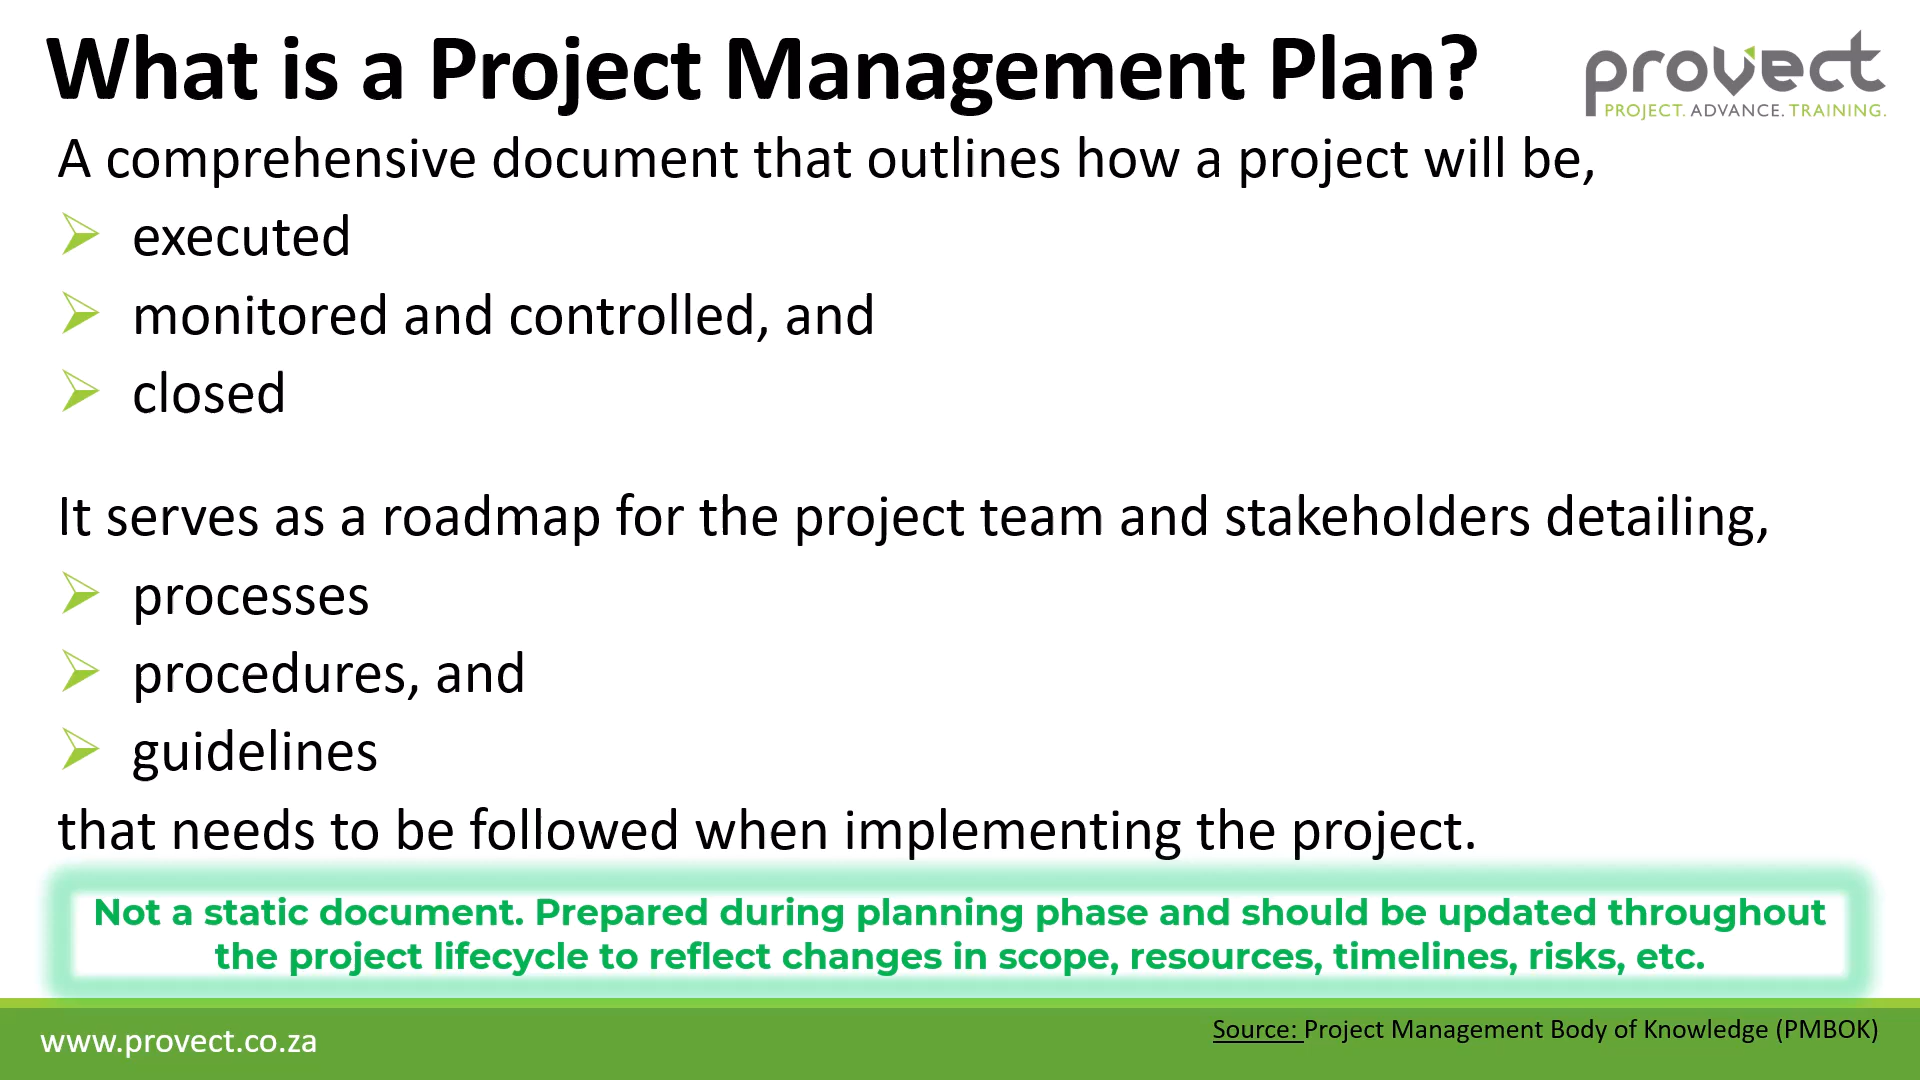 What is a Project Management Plan?
provect
PROJECT. ADVANCE. TRAINING.
A comprehensive document that outlines how a project will be,
executed
monitored and controlled, and
closed
It serves as a roadmap for the project team and stakeholders detailing,
processes
procedures, and
guidelines
that needs to be followed when implementing the project.
Not a static document. Prepared during planning phase and should be updated throughout
the project lifecycle to reflect changes in scope, resources, timelines, risks, etc.
www.provect.co.za
Source: Project Management Body of Knowledge (PMBOK)